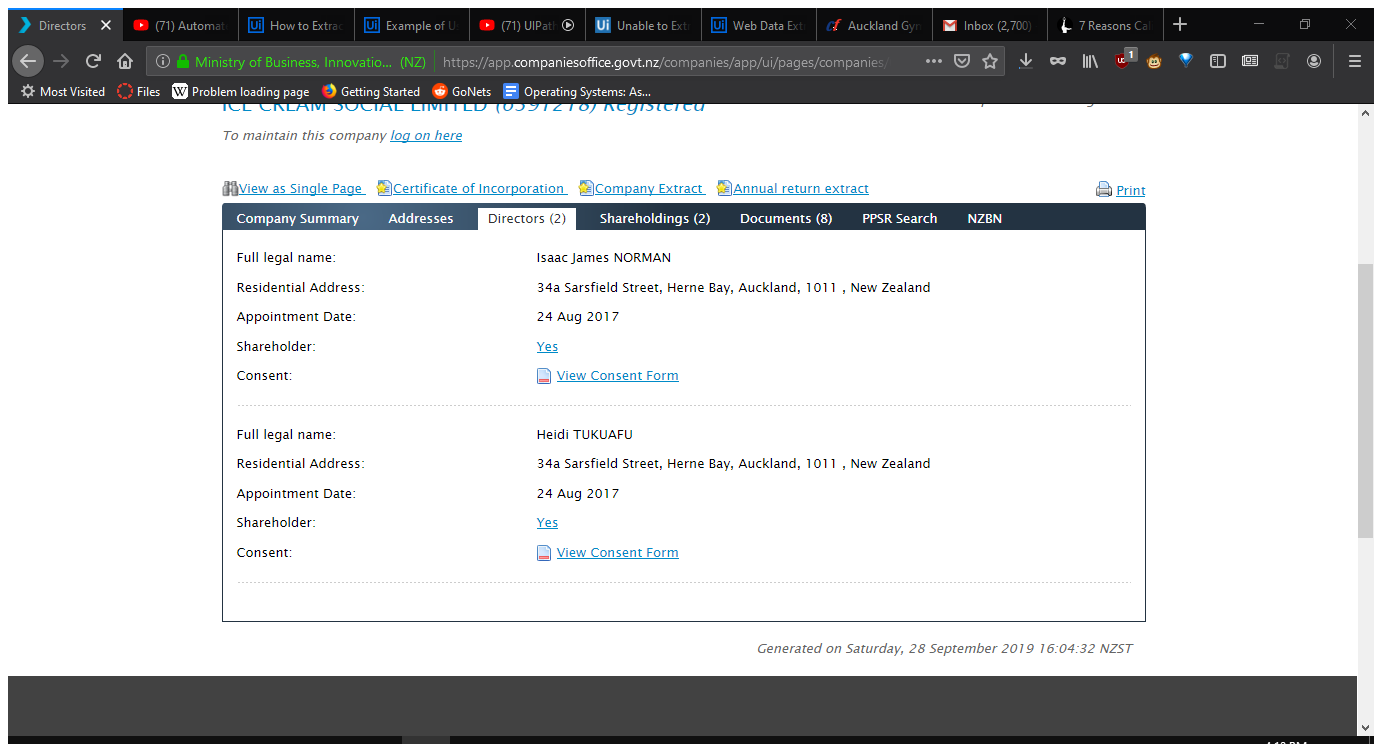 Directors
(71) Automat
How to Extrac
Example of U
(71) UIPath
Unable to Extr
Web Data Ext
Auckland Gym
Inbox (2,700)
7 Reasons Cal
Ministry of Business, Innovatio... (NZ) https://app.companiesoffice.govt.nz/companies/app/ui/pages/companies/
1
Most Visited Files Problem loading page Getting Started GoNets Operating Systems: As...
ICE CREAM SOCIAL LIMITED (6391218) Registered
To maintain this company log on here
View as Single Page Certificate of Incorporation Company Extract Annual return extract Print
Company Summary Addresses Directors (2) Shareholdings (2) Documents (8) PPSR Search NZBN
Full legal name: Isaac James NORMAN
Residential Address: 34a Sarsfield Street, Herne Bay, Auckland, 1011 , New Zealand
Appointment Date: 24 Aug 2017
Shareholder: Yes
Consent: View Consent Form
Full legal name: Heidi TUKUAFU
Residential Address: 34a Sarsfield Street, Herne Bay, Auckland, 1011 , New Zealand
Appointment Date: 24 Aug 2017
Shareholder: Yes
Consent: View Consent Form
Generated on Saturday, 28 September 2019 16:04:32 NZST